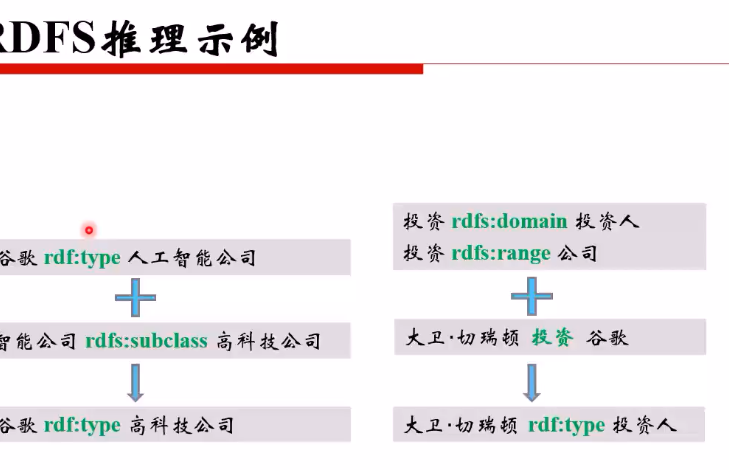 RDFS推理示例
谷歌 rdf:type 人工智能公司
智能公司 rdfs:subclass 高科技公司
谷歌 rdf:type 高科技公司
投资 rdfs:domain 投资人
投资 rdfs:range 公司
大卫·切瑞顿 投资 谷歌
大卫·切瑞顿 rdf:type 投资人